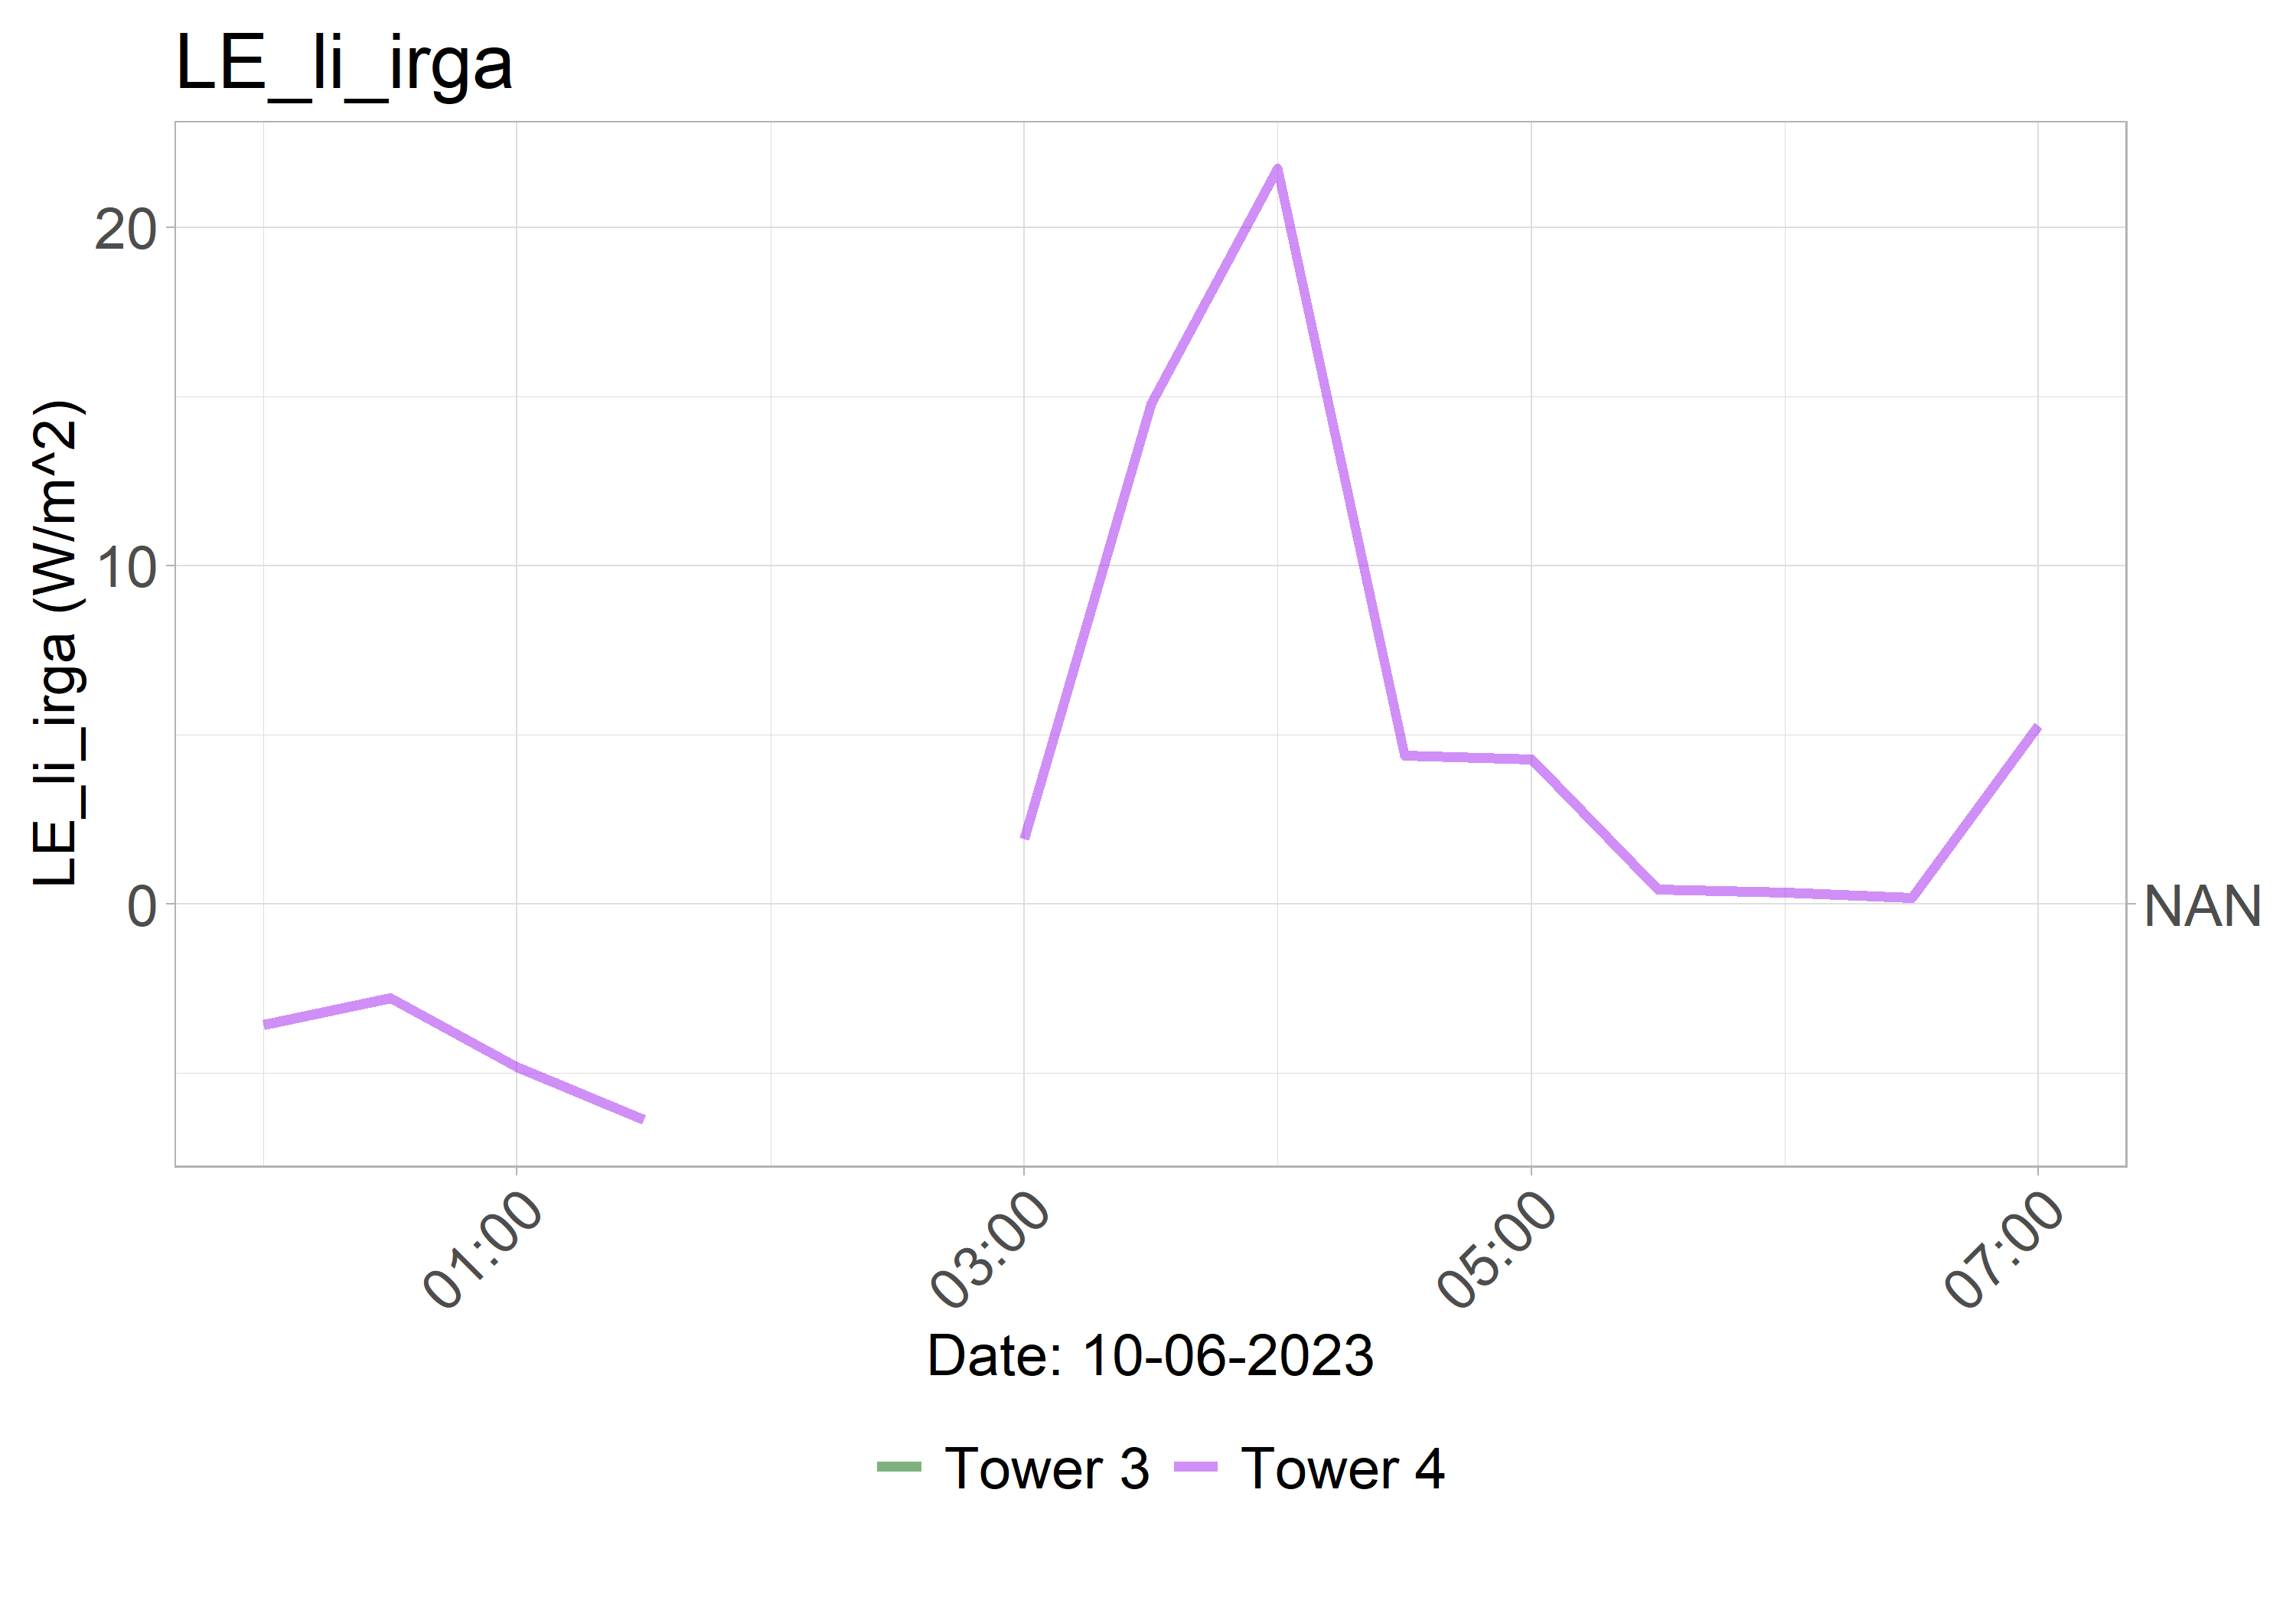 LE_li_irga
LE_li_irga (W/m^2)
20
10
0
NAN
01:00
03:00
05:00
07:00
Date: 10-06-2023
Tower 3
Tower 4